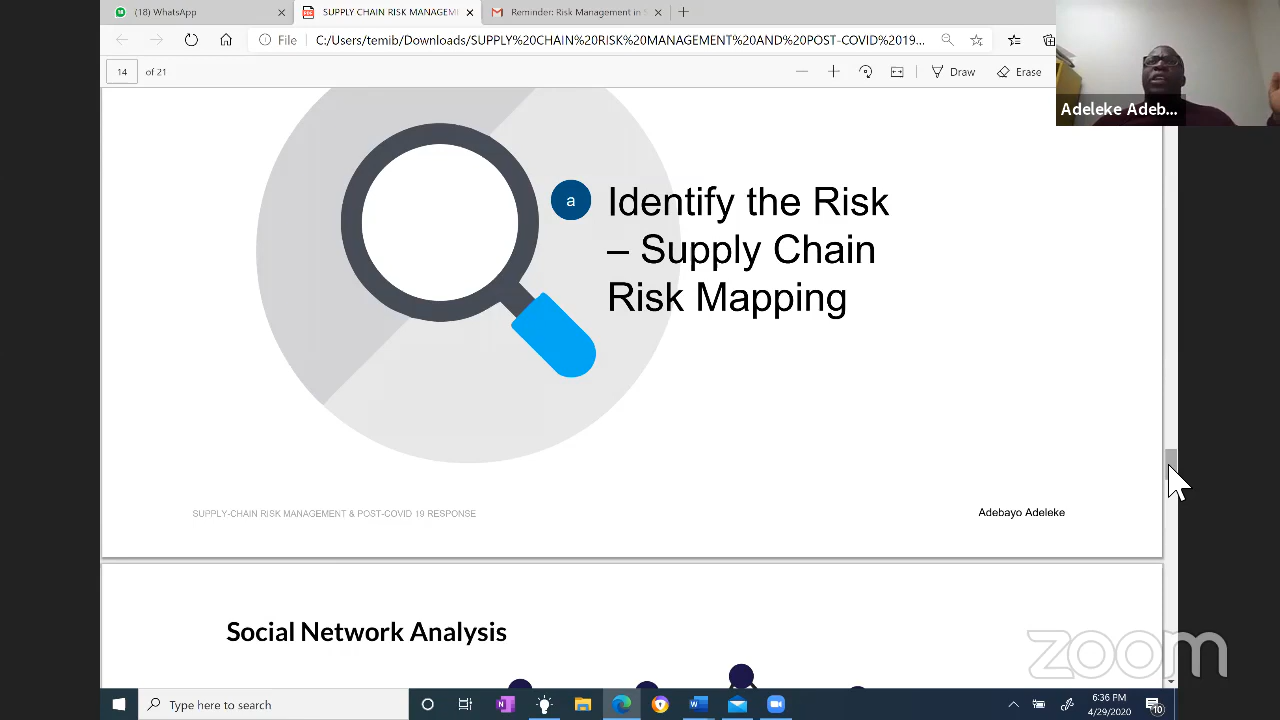 (18) WhatsApp
SUPPLY CHAIN RISK MANAGEM
Reminder: Risk Management in S
File
C:/Users/temib/Downloads/SUPPLY%20CHAIN%20RISK%20MANAGEMENT%20AND%20POST-COVID%2019...
14 of 21
Draw
Erase
Adeleke Adeb...
a
Identify the Risk
– Supply Chain
Risk Mapping
SUPPLY-CHAIN RISK MANAGEMENT & POST-COVID 19 RESPONSE
Adebayo Adeleke
Social Network Analysis
zoom
Type here to search
6:36 PM
4/29/2020
10